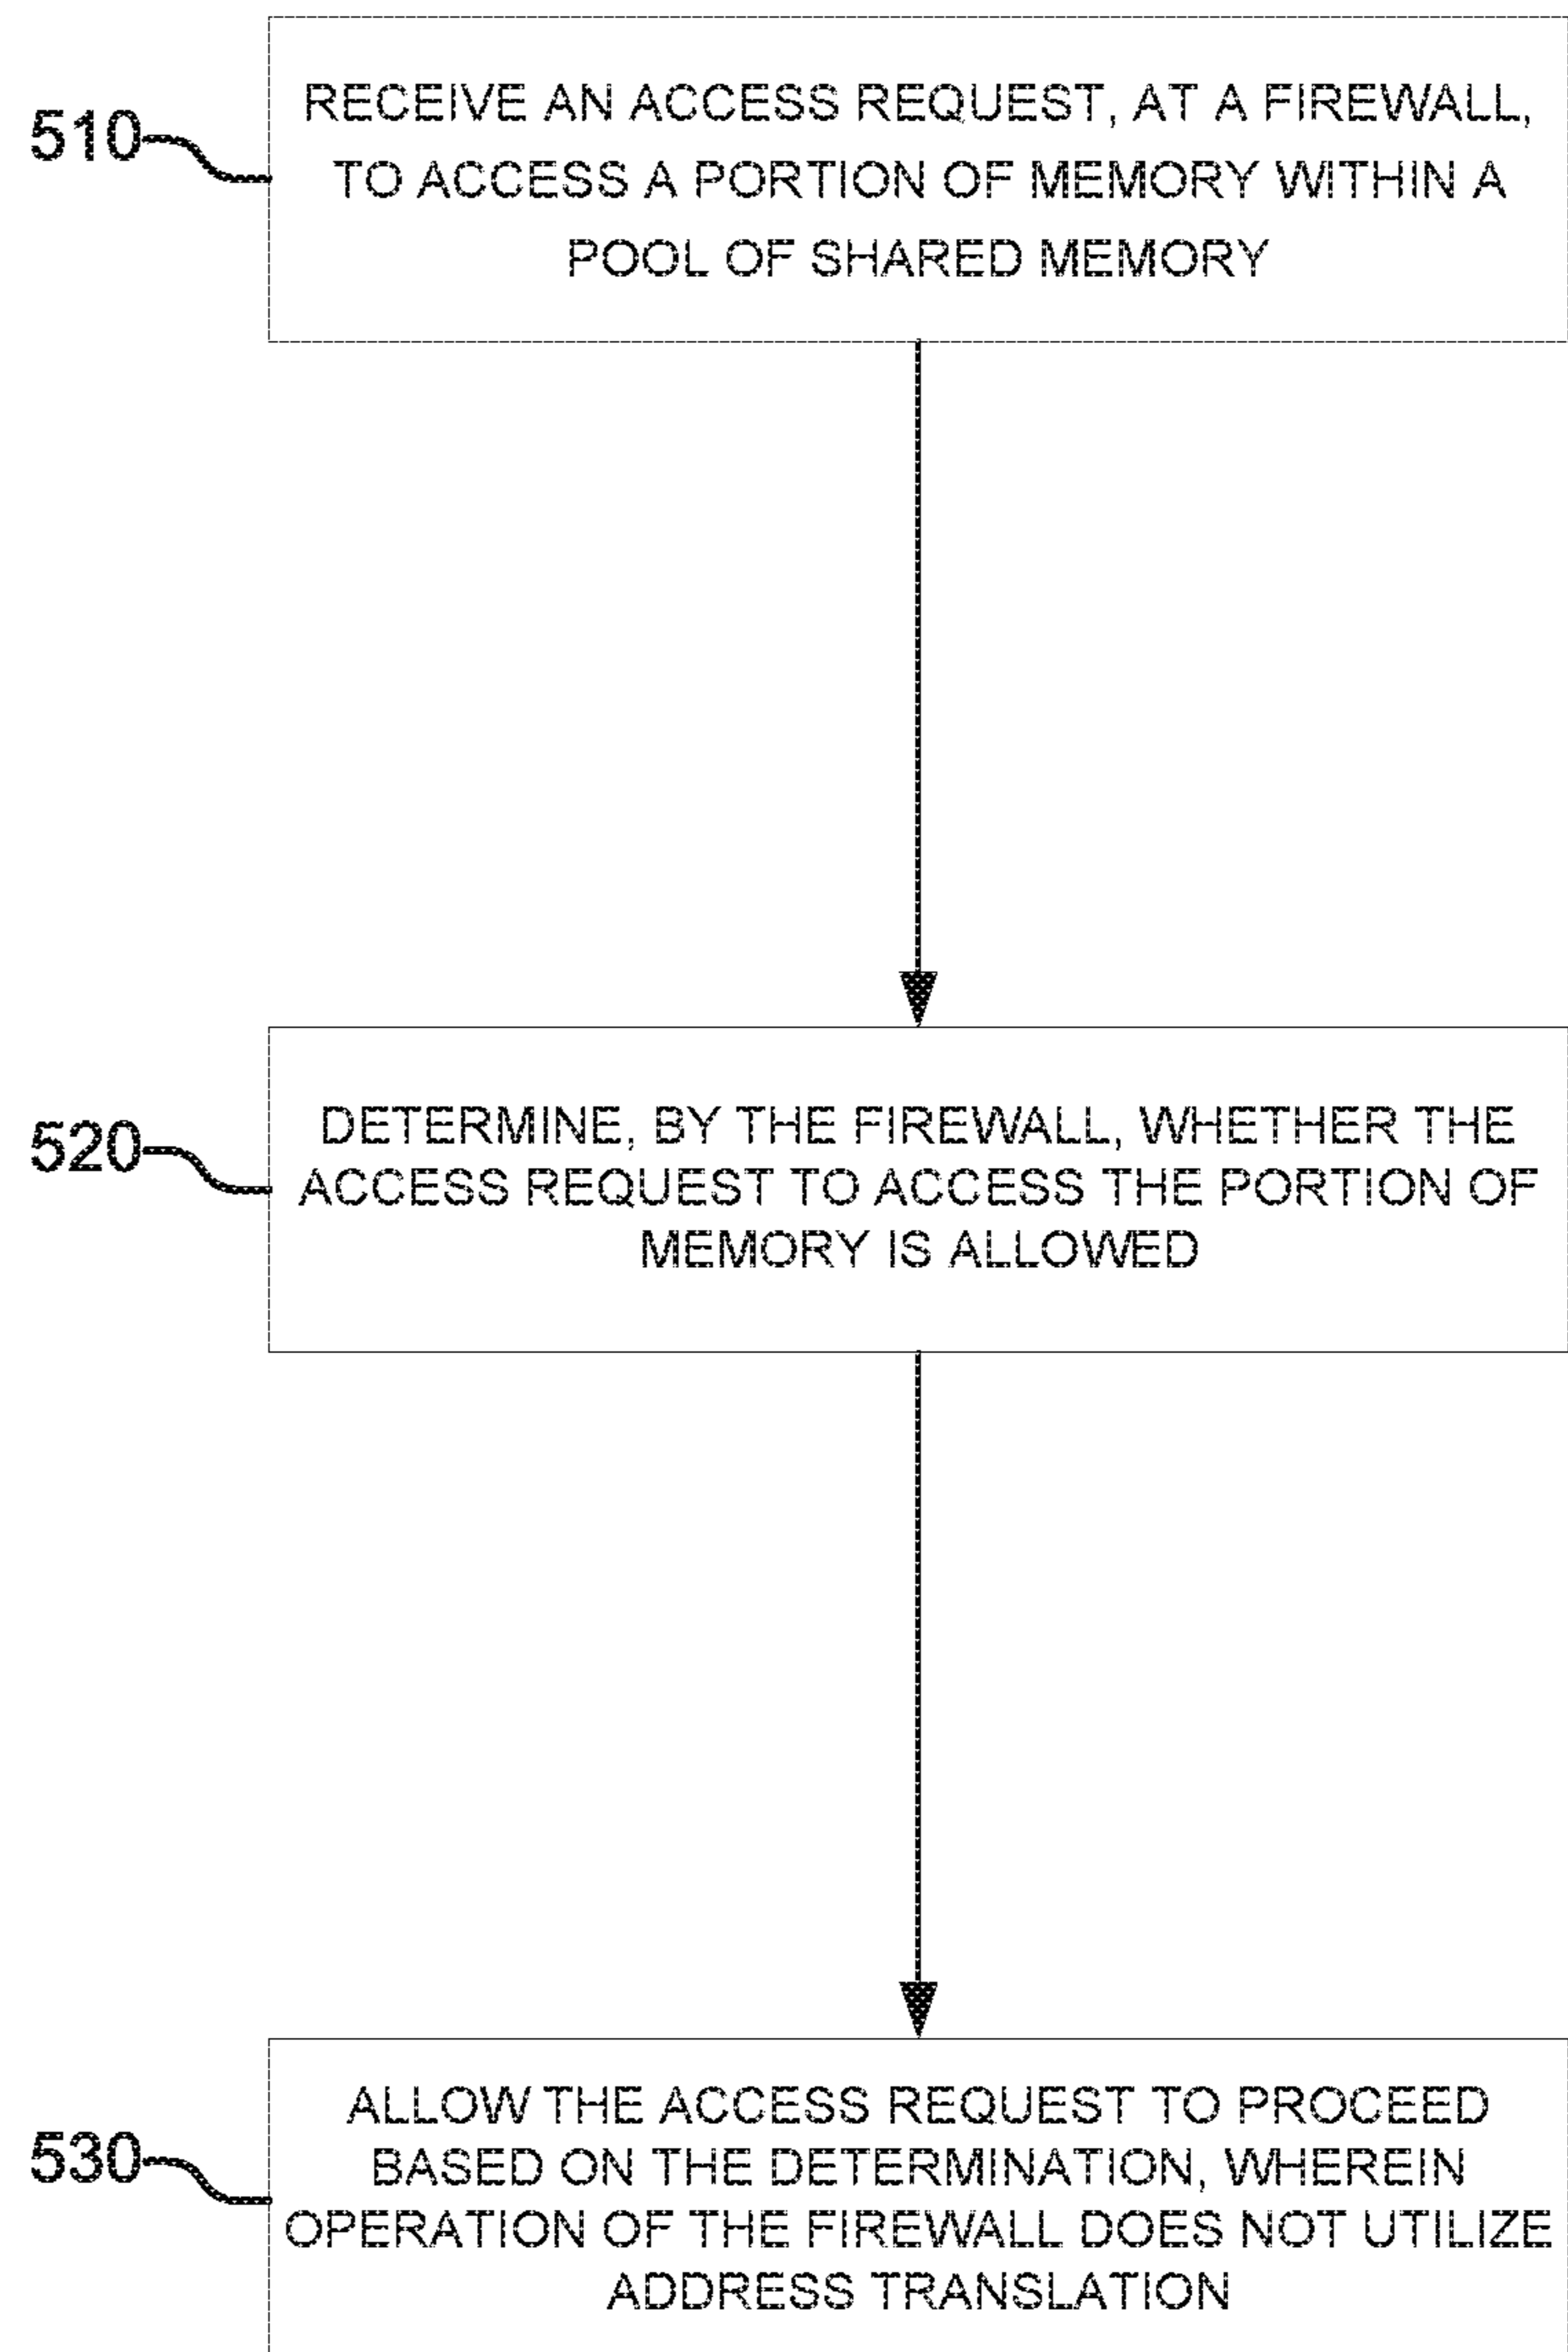 510
RECEIVE AN ACCESS REQUEST, AT A FIREWALL,
TO ACCESS A PORTION OF MEMORY WITHIN A
POOL OF SHARED MEMORY
520
DETERMINE, BY THE FIREWALL, WHETHER THE
ACCESS REQUEST TO ACCESS THE PORTION OF
MEMORY IS ALLOWED
530
ALLOW THE ACCESS REQUEST TO PROCEED
BASED ON THE DETERMINATION, WHEREIN
OPERATION OF THE FIREWALL DOES NOT UTILIZE
ADDRESS TRANSLATION